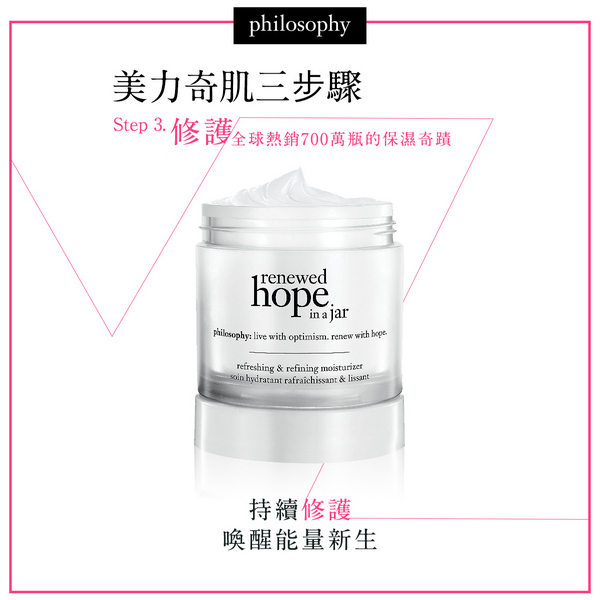 philosophy
美力奇肌三步驟
Step 3. 修護 全球熱銷700萬瓶的保濕奇蹟
renewed
hope
in a jar
philosophy: live with optimism. renew with hope.
refreshing & refining moisturizer
soin hydratant rafraîchissant & lissant
持續修護
喚醒能量新生